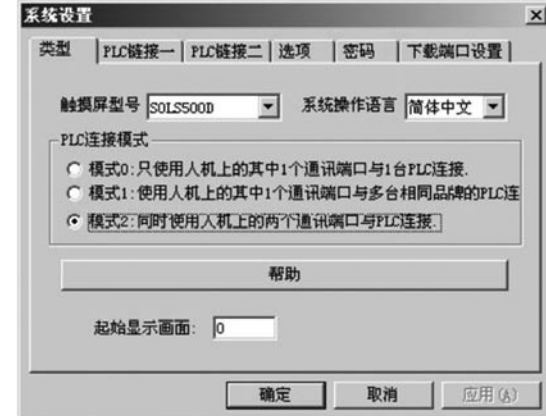 系统设置
类型 PLC链接一 PLC链接二 选项 密码 下载端口设置
触摸屏型号 SOLS500D 系统操作语言 简体中文
PLC连接模式
模式0:只使用人机上的其中1个通讯端口与1台PLC连接.
模式1:使用人机上的其中1个通讯端口与多台相同品牌的PLC连
模式2:同时使用人机上的两个通讯端口与PLC连接.
帮助
起始显示画面: 0
确定 取消 应用(A)